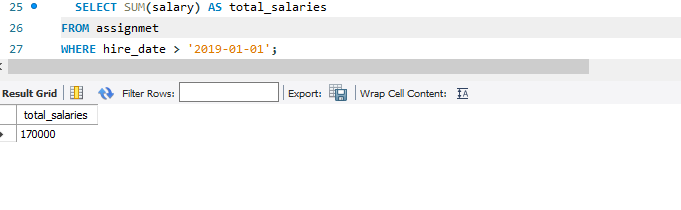 25 SELECT SUM(salary) AS total_salaries
26 FROM assignmet
27 WHERE hire_date > '2019-01-01';
Result Grid Filter Rows: Export: Wrap Cell Content:
total_salaries
170000